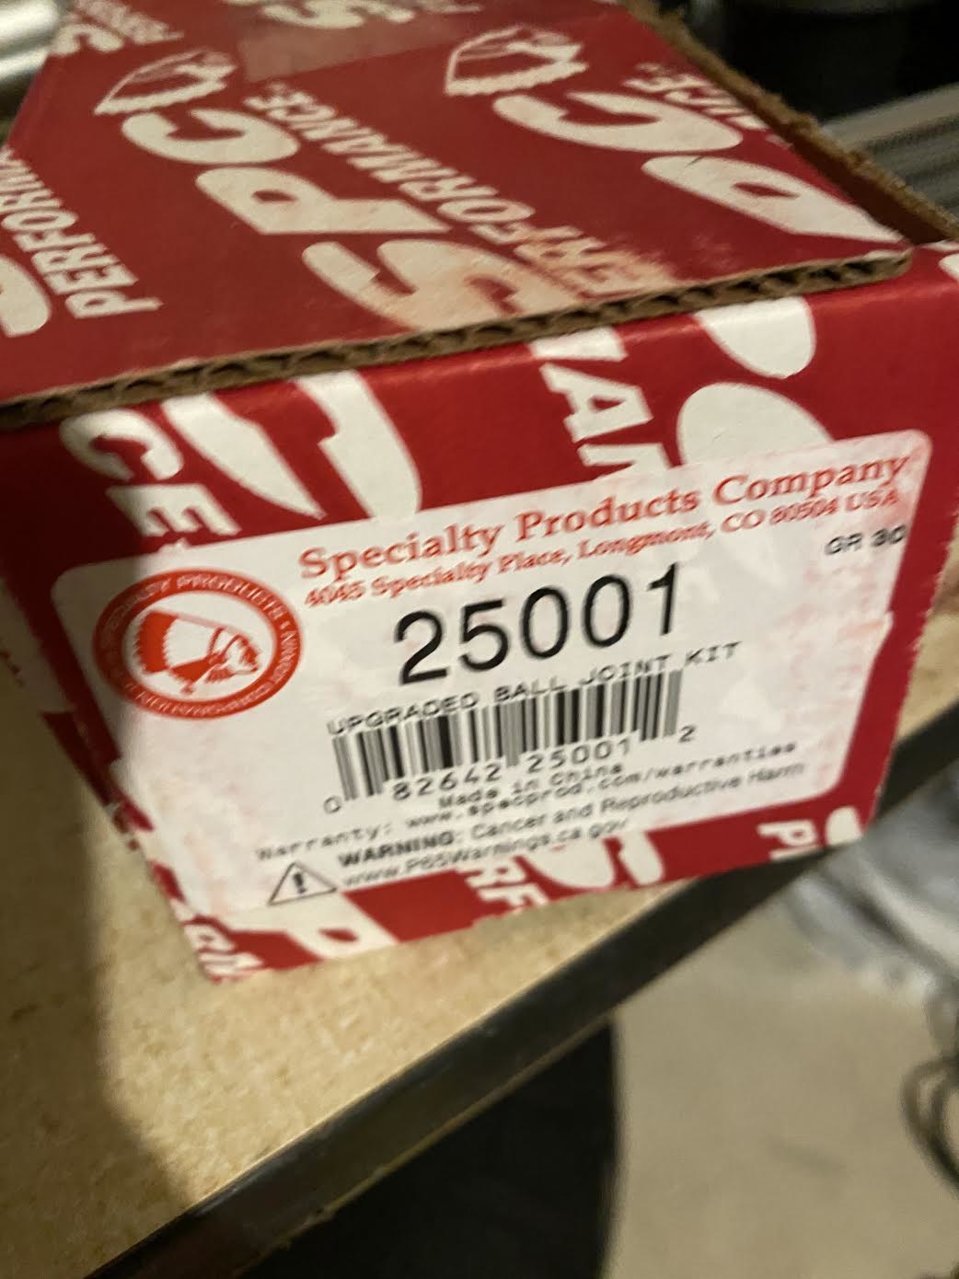 SPC
PERFORMANCE
SPC
PERFORMANCE
Specialty Products Company
4045 Specialty Place, Longmont, CO 80504 USA
GR 30
25001
UPGRADED BALL JOINT KIT
0 82642 25001 2
Made in China
Warranty: www.specprod.com/warranties
WARNING: Cancer and Reproductive Harm
www.P65Warnings.ca.gov